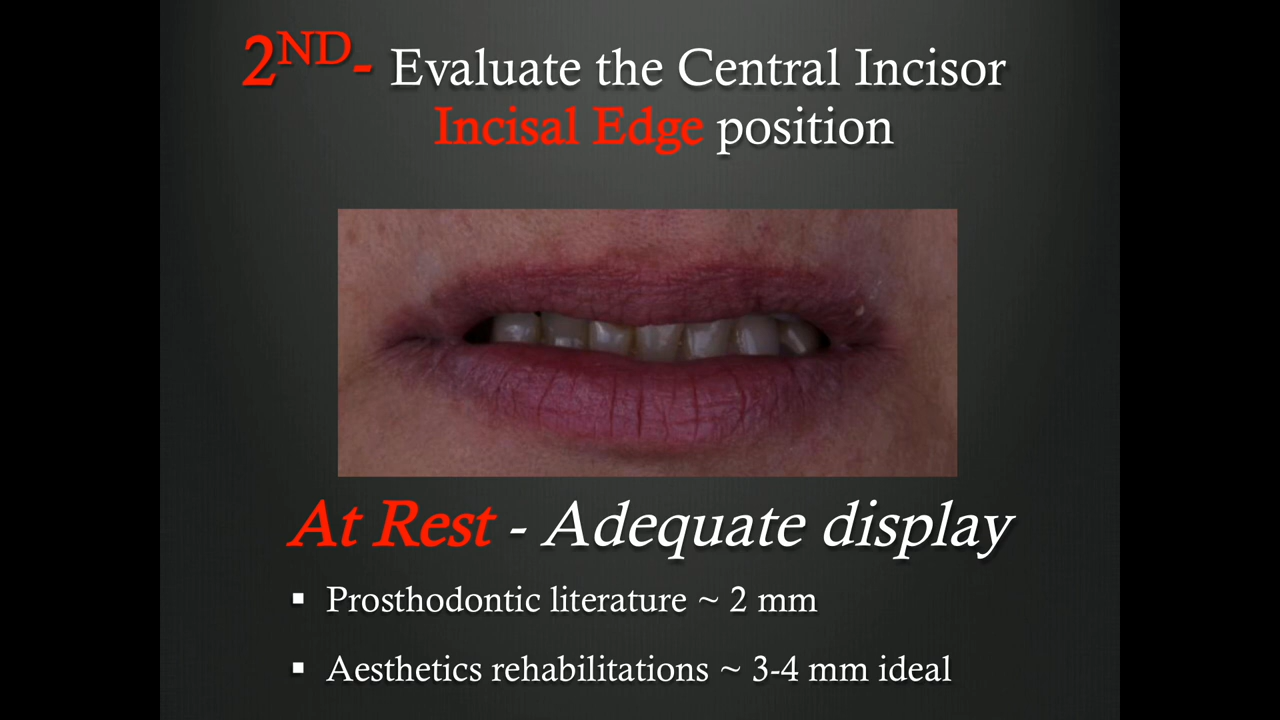 2ND- Evaluate the Central Incisor
Incisal Edge position
At Rest - Adequate display
▪ Prosthodontic literature ~ 2 mm
▪ Aesthetics rehabilitations ~ 3-4 mm ideal